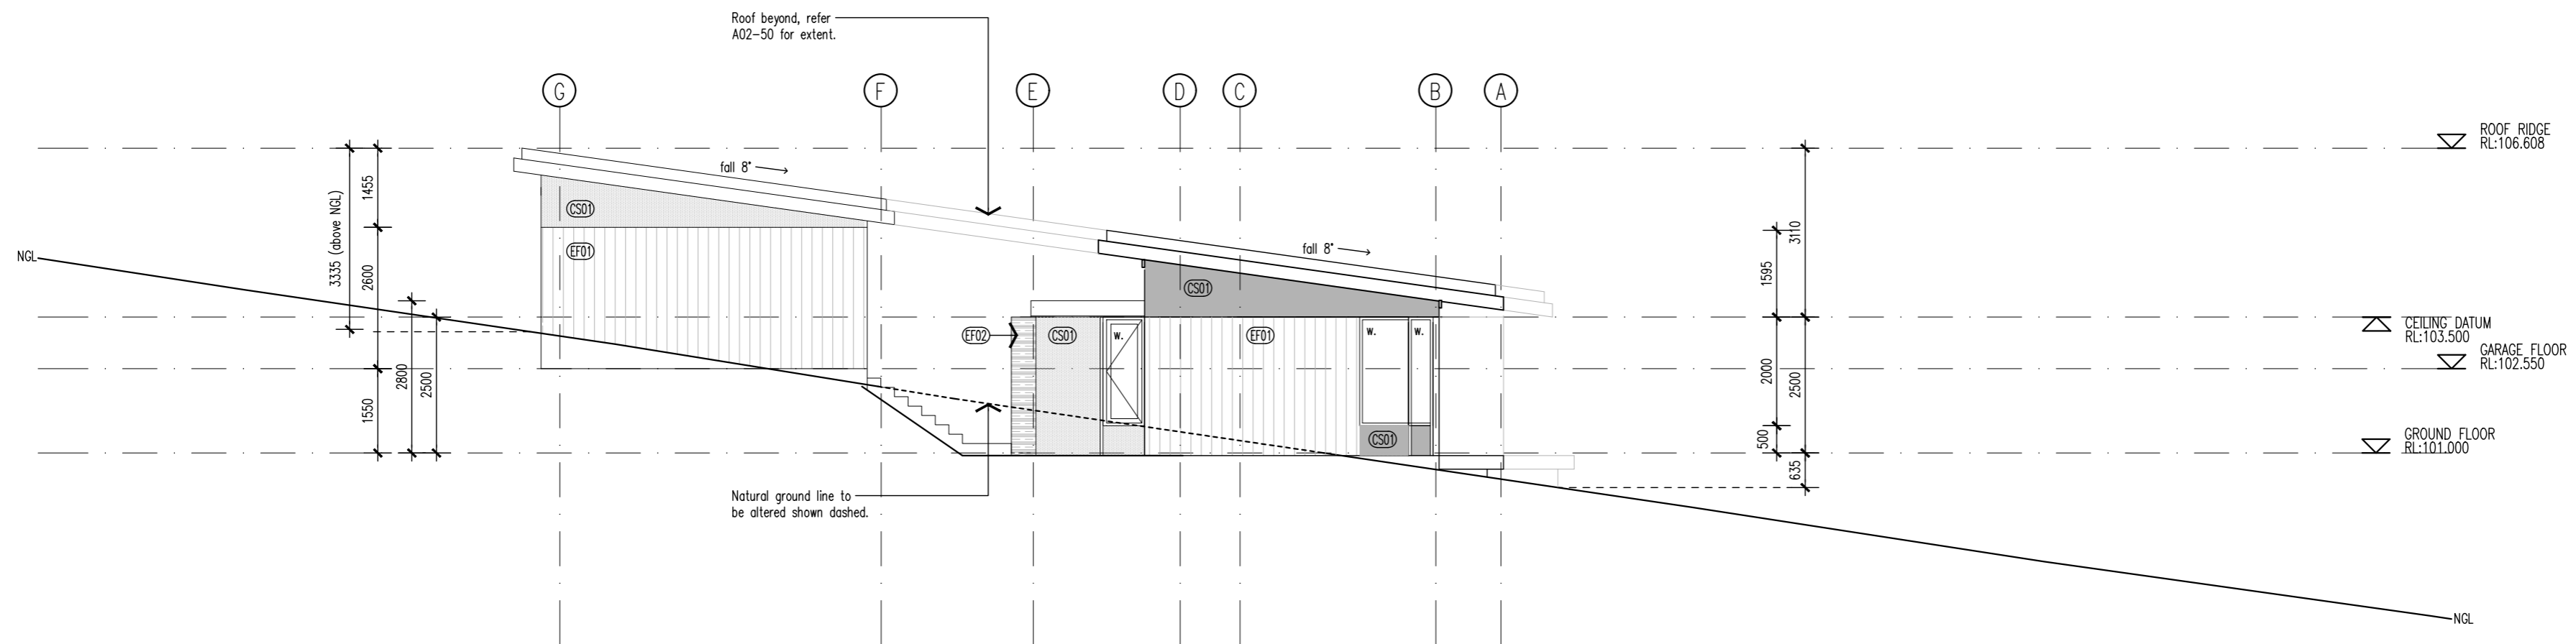 Roof beyond, refer
A02-50 for extent.
G
F
E
D
C
B
A
ROOF RIDGE
RL:106.608
fall 8°
CS01
EF01
NGL
3335 (above NGL)
1455
2600
1550
2800
2500
fall 8°
CS01
EF02
CS01
W.
EF01
W.
W.
CS01
3110
1595
2000
2500
500
635
CEILING DATUM
RL:103.500
GARAGE FLOOR
RL:102.550
GROUND FLOOR
RL:101.000
Natural ground line to
be altered shown dashed.
NGL